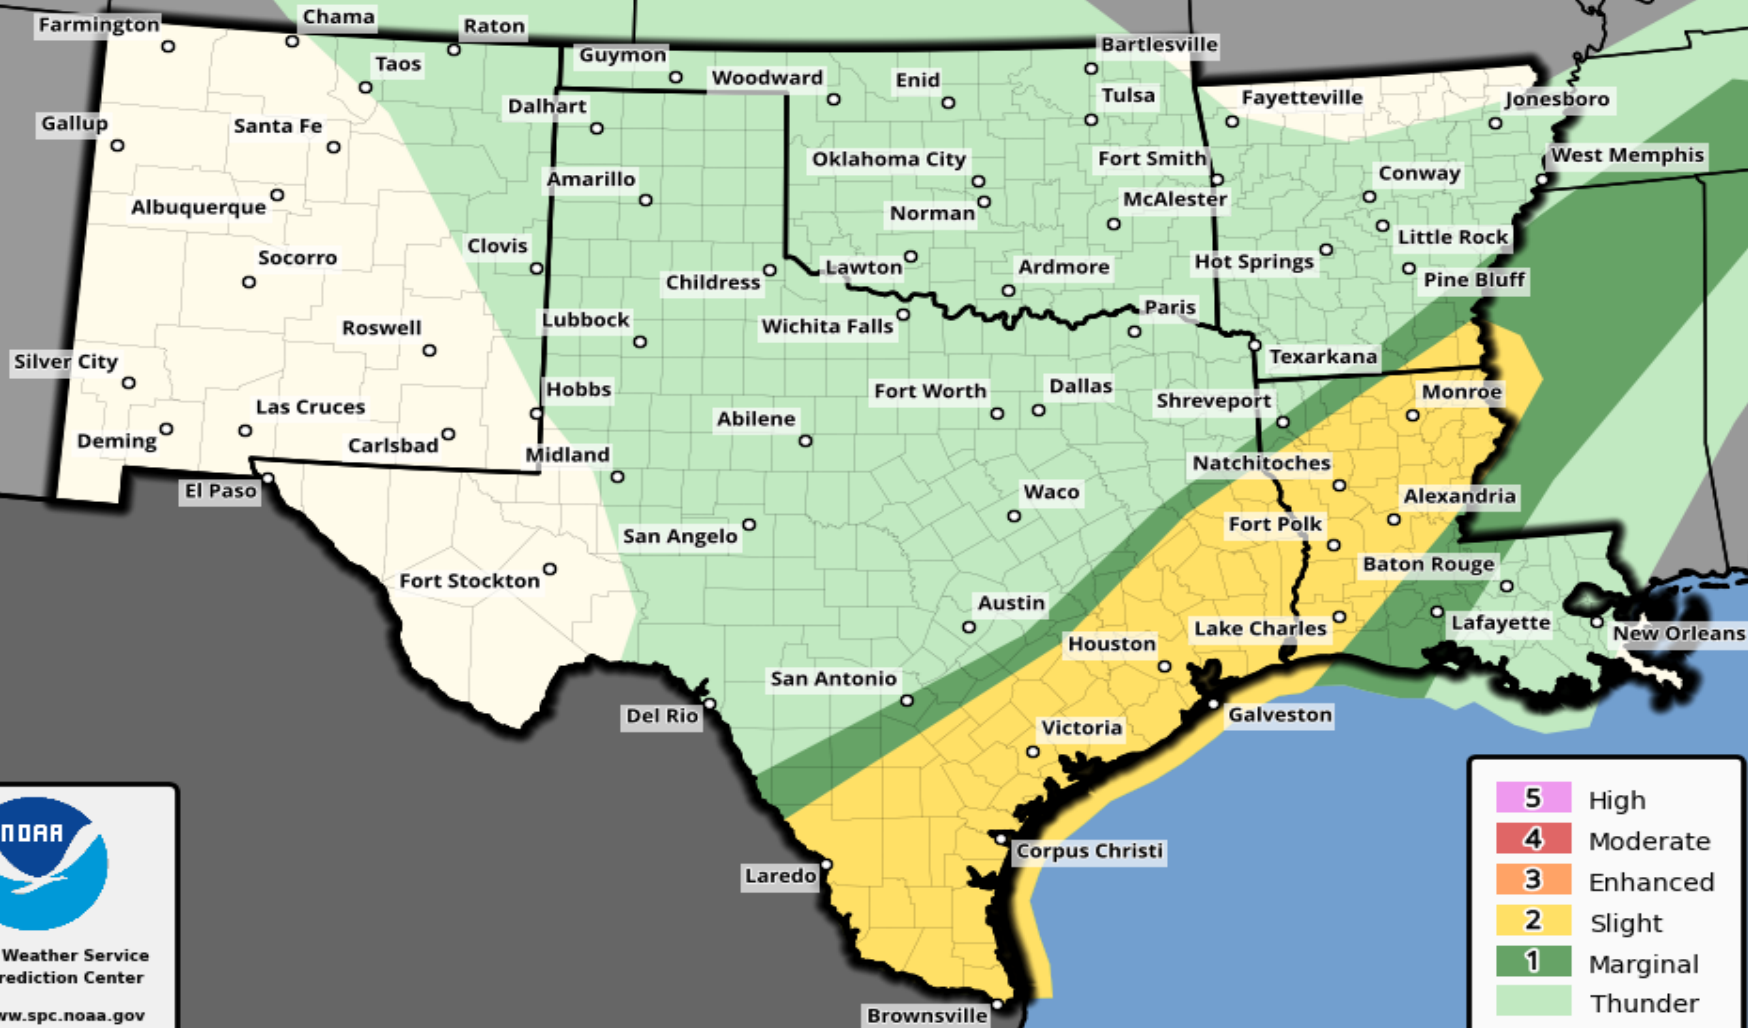 Farmington
Chama
Raton
Taos
Guymon
Woodward
Enid
Bartlesville
Tulsa
Fayetteville
Jonesboro
Gallup
Santa Fe
Dalhart
Oklahoma City
Fort Smith
Conway
West Memphis
Albuquerque
Amarillo
Norman
McAlester
Little Rock
Socorro
Clovis
Childress
Lawton
Ardmore
Hot Springs
Pine Bluff
Roswell
Lubbock
Wichita Falls
Paris
Texarkana
Silver City
Las Cruces
Hobbs
Abilene
Fort Worth
Dallas
Shreveport
Monroe
Deming
Carlsbad
Midland
Natchitoches
El Paso
San Angelo
Waco
Fort Polk
Alexandria
Fort Stockton
Austin
Baton Rouge
Houston
Lake Charles
Lafayette
New Orleans
Del Rio
San Antonio
Victoria
Galveston
Laredo
Corpus Christi
Brownsville
NOAA
Weather Service
rediction Center
ww.spc.noaa.gov
5 High
4 Moderate
3 Enhanced
2 Slight
1 Marginal
Thunder